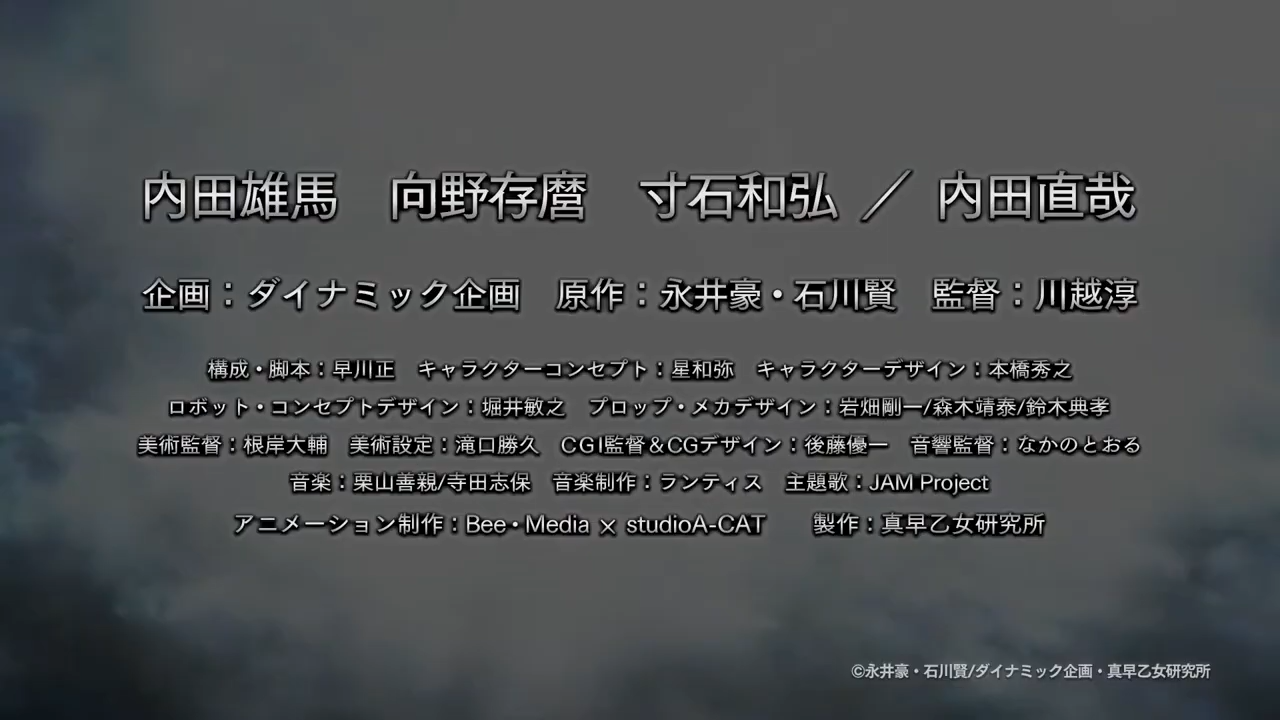 内田雄馬　向野存麿　寸石和弘 ／ 内田直哉
企画：ダイナミック企画　原作：永井豪・石川賢　監督：川越淳
構成・脚本：早川正　キャラクターコンセプト：星和弥　キャラクターデザイン：本橋秀之
ロボット・コンセプトデザイン：堀井敏之　プロップ・メカデザイン：岩畑剛一/森木靖泰/鈴木典孝
美術監督：根岸大輔　美術設定：滝口勝久　CGI監督＆CGデザイン：後藤優一　音響監督：なかのとおる
音楽：栗山善親/寺田志保　音楽制作：ランティス　主題歌：JAM Project
アニメーション制作：Bee・Media × studioA-CAT　　製作：真早乙女研究所
©永井豪・石川賢/ダイナミック企画・真早乙女研究所